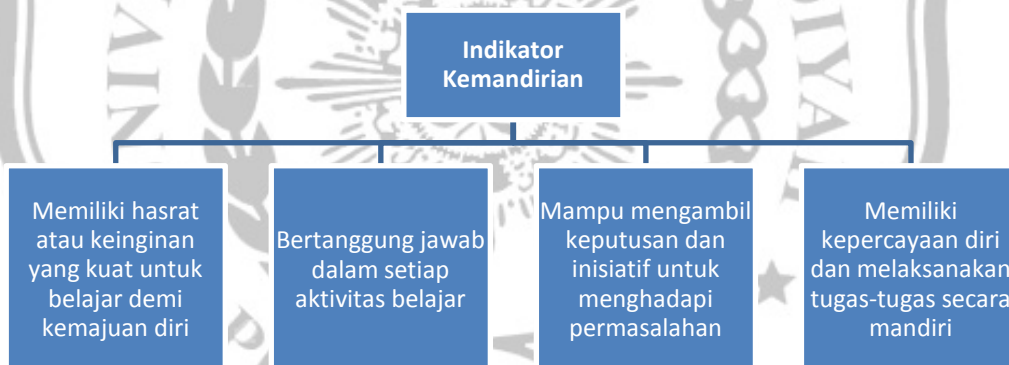 Indikator
Kemandirian
Memiliki hasrat
atau keinginan
yang kuat untuk
belajar demi
kemajuan diri
Bertanggung jawab
dalam setiap
aktivitas belajar
Mampu mengambil
keputusan dan
inisiatif untuk
menghadapi
permasalahan
Memiliki
kepercayaan diri
dan melaksanakan
tugas-tugas secara
mandiri